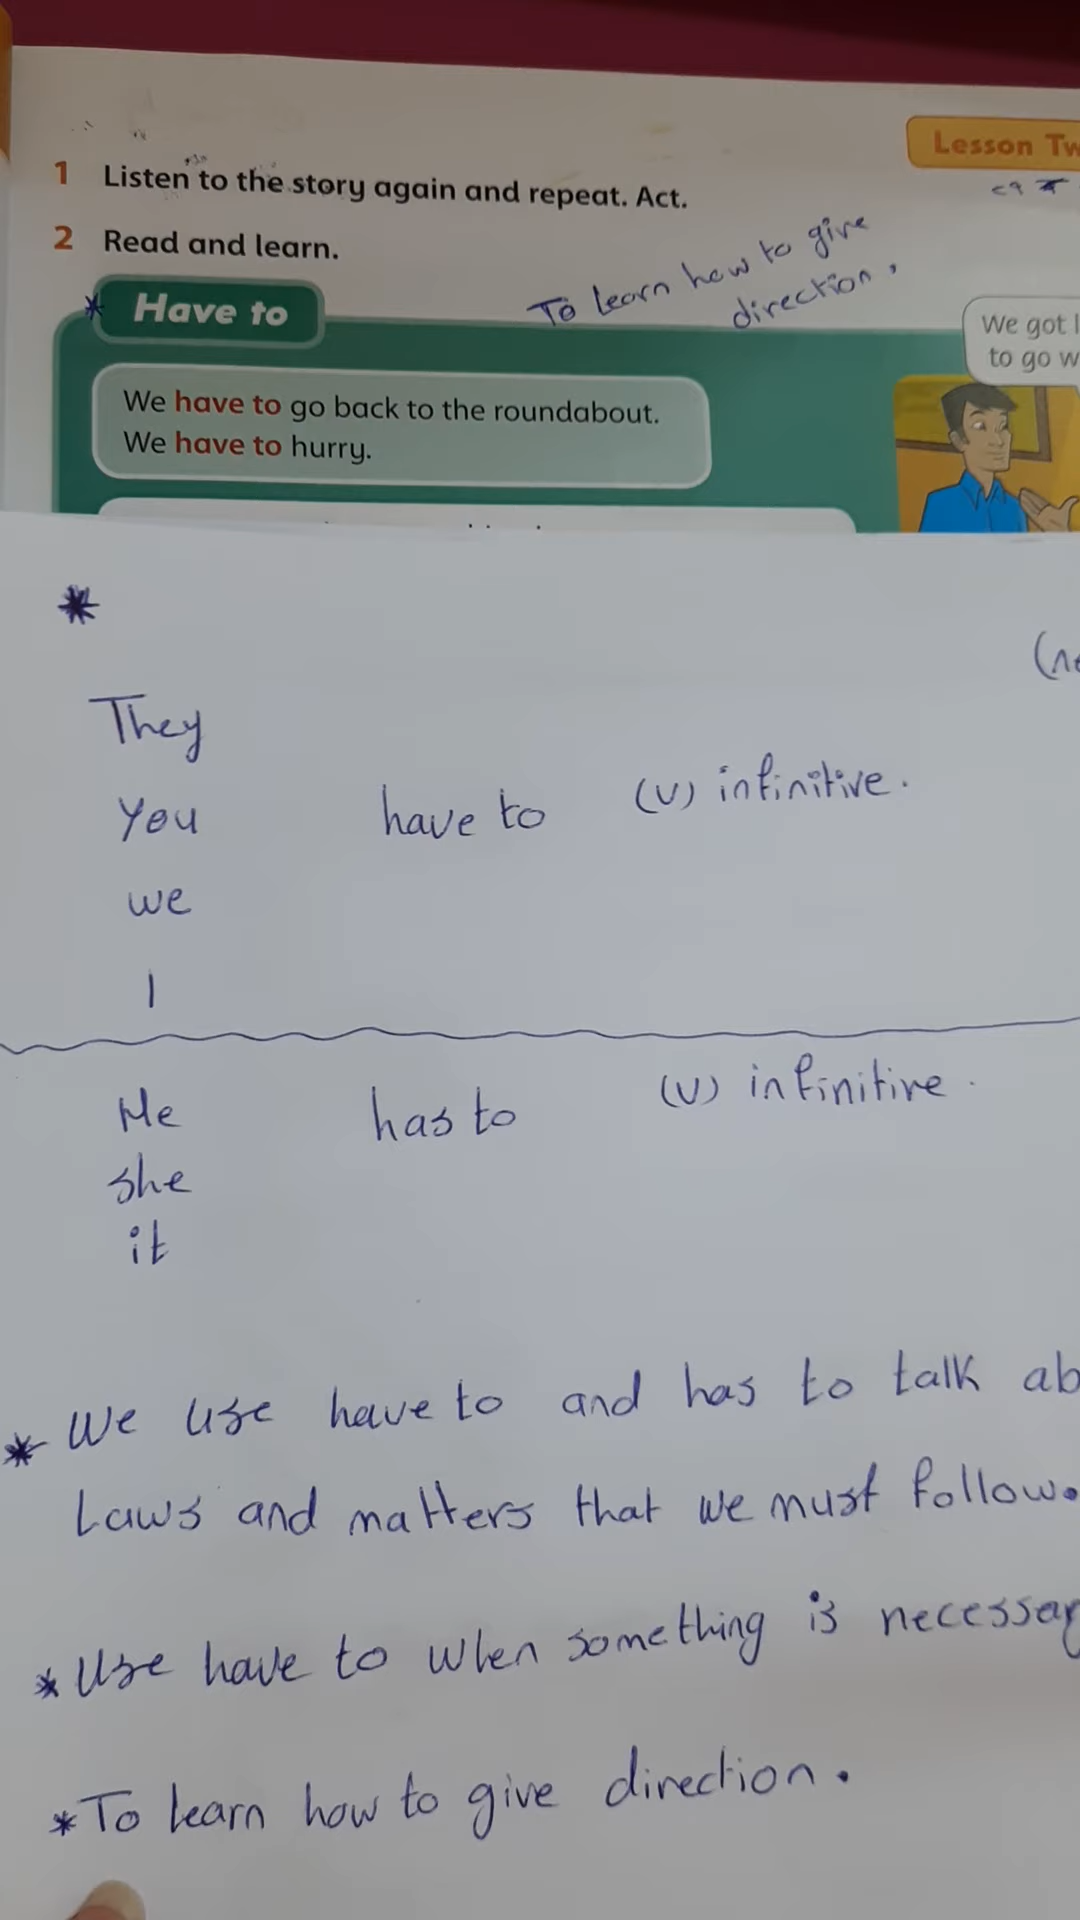 Lesson
1 Listen to the story again and repeat. Act.
2 Read and learn.
To learn how to give
direction.
* Have to
We got
to go
We have to go back to the roundabout.
We have to hurry.
*
They
You
we
I
have to (v) infinitive.
He
she
it
has to (v) infinitive.
* We use have to and has to talk
Laws and matters that we must follow.
* Use have to when something is
* To learn how to give direction.